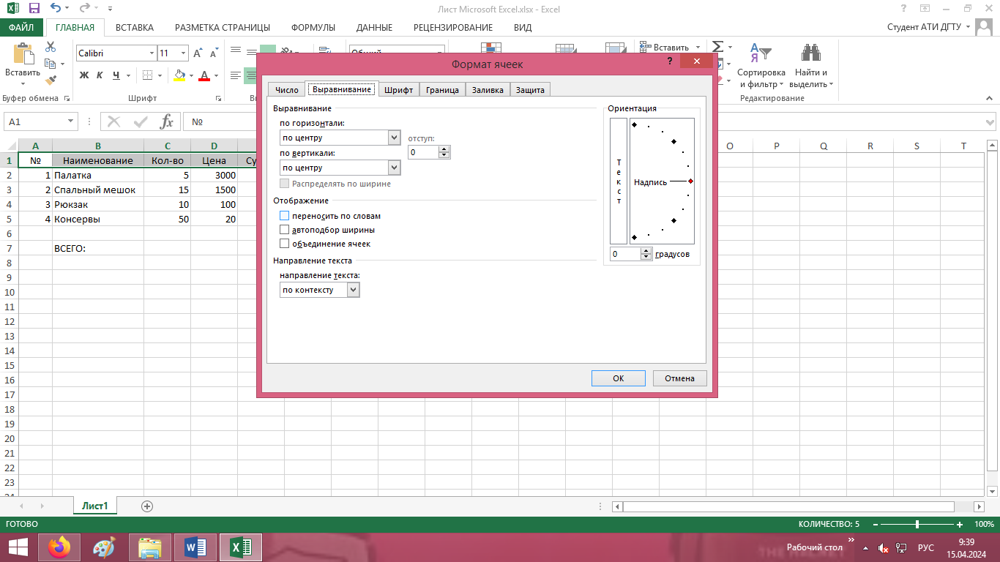 Лист Microsoft Excel.xlsx - Excel
ФАЙЛ ГЛАВНАЯ ВСТАВКА РАЗМЕТКА СТРАНИЦЫ ФОРМУЛЫ ДАННЫЕ РЕЦЕНЗИРОВАНИЕ ВИД Студент АТИ ДГТУ
Вставить
Буфер обмена
Calibri 11
Ж К Ч
Шрифт
Общий
Вставить
Сортировка и фильтр
Найти и выделить
Редактирование
A1 №
A B C D O P Q R S T
1 № Наименование Кол-во Цена Су
2 1 Палатка 5 3000
3 2 Спальный мешок 15 1500
4 3 Рюкзак 10 100
5 4 Консервы 50 20
6
7 ВСЕГО:
8
9
10
11
12
13
14
15
16
17
18
19
20
21
22
23
24
Формат ячеек
Число Выравнивание Шрифт Граница Заливка Защита
Выравнивание
по горизонтали:
по центру
отступ:
0
по вертикали:
по центру
Распределять по ширине
Отображение
переносить по словам
автоподбор ширины
объединение ячеек
Направление текста
направление текста:
по контексту
Ориентация
Текст
Надпись
0 градусов
ОК Отмена
Лист1
ГОТОВО КОЛИЧЕСТВО: 5 100%
Рабочий стол РУС 9:39
15.04.2024